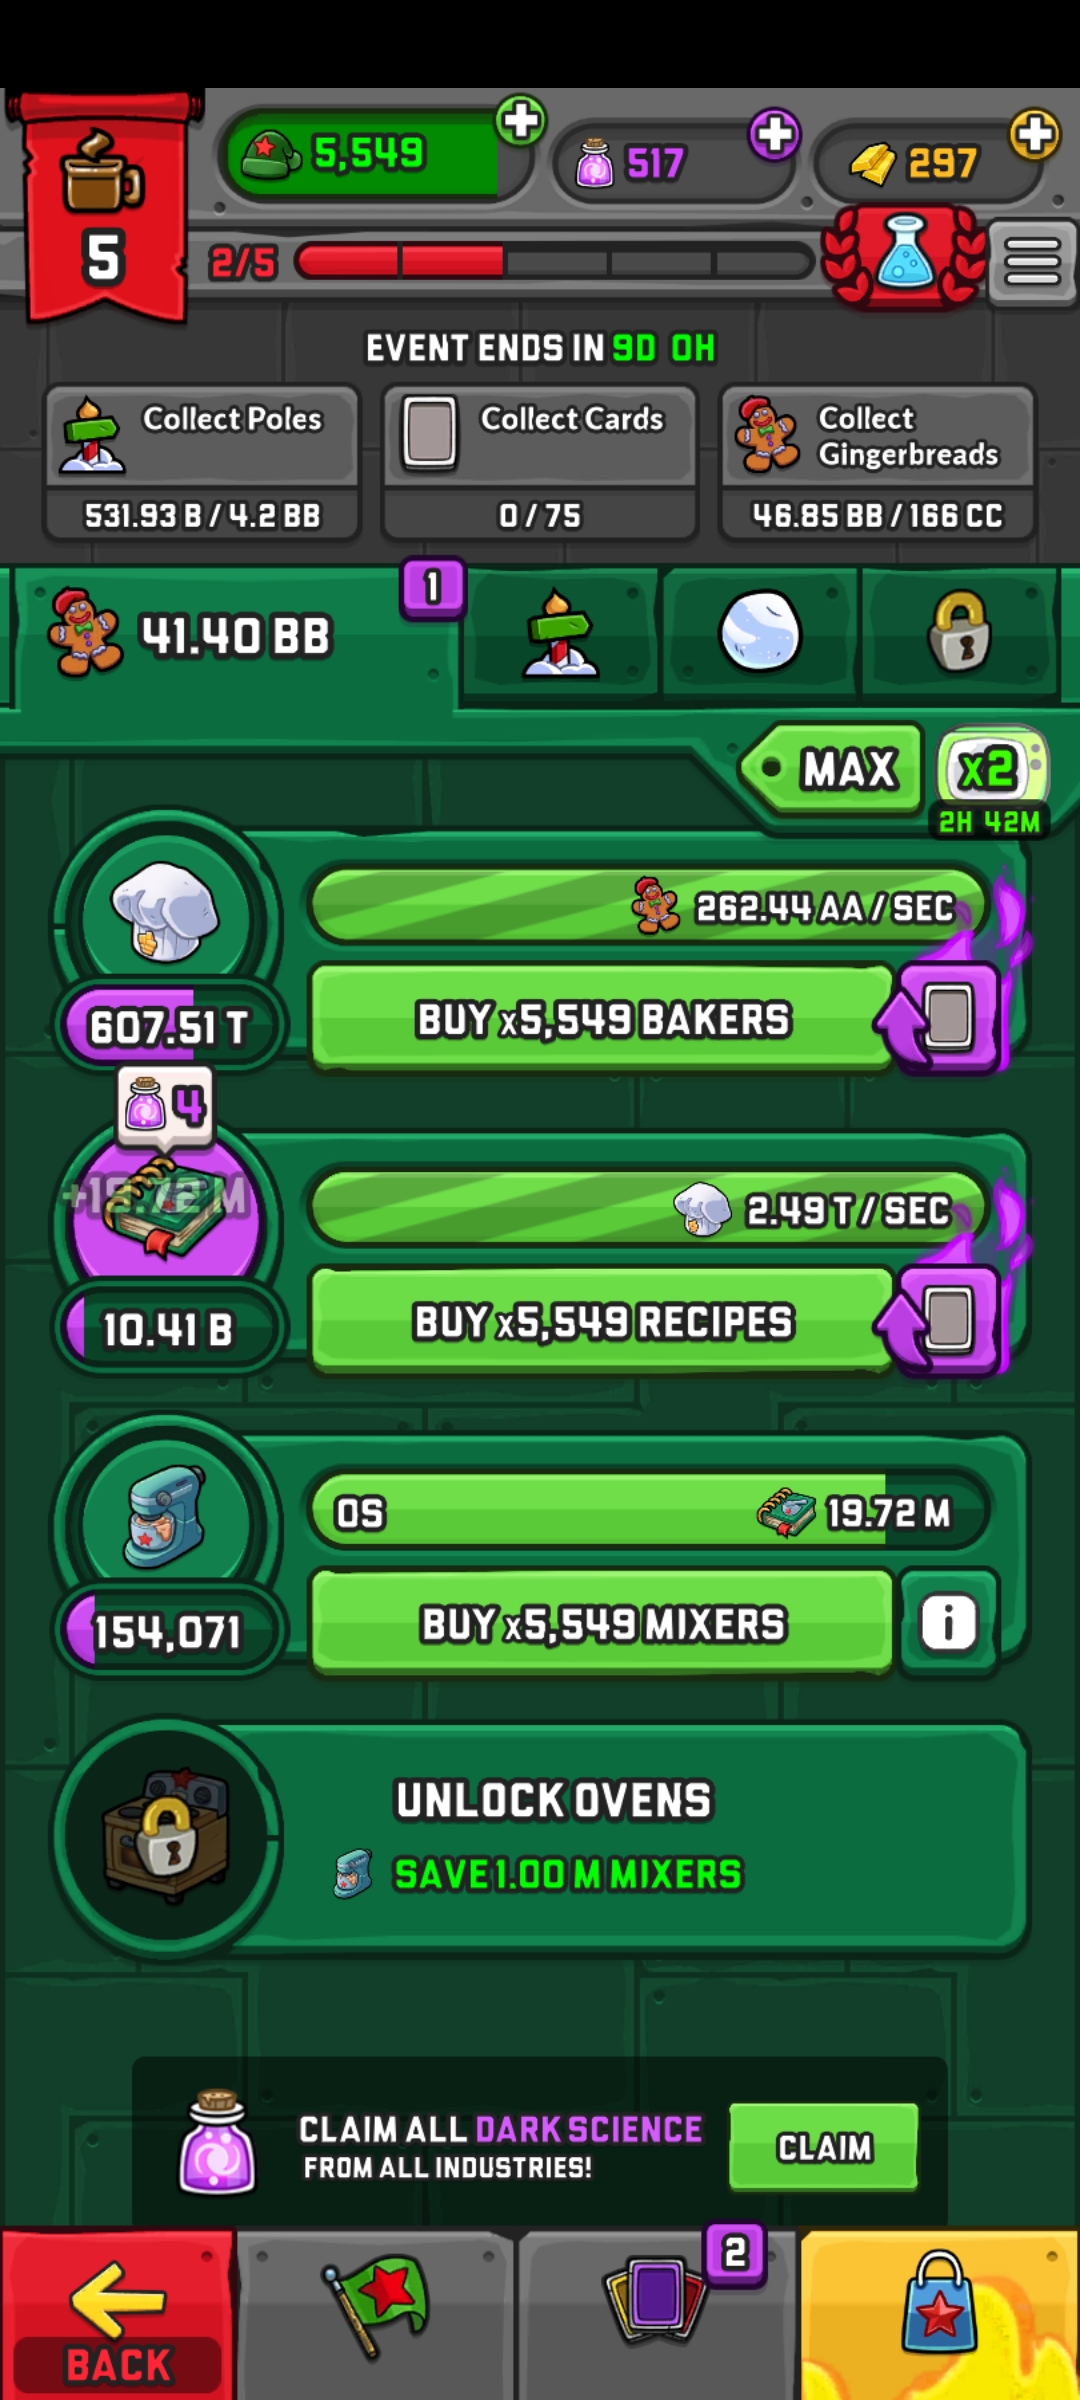 5,549
517
297
5
2/5
EVENT ENDS IN 9D 0H
Collect Poles
531.93 B / 4.2 BB
Collect Cards
0 / 75
Collect
Gingerbreads
46.85 BB / 166 CC
41.40 BB
1
MAX
x2
2H 42M
262.44 AA / SEC
607.51 T
BUY x5,549 BAKERS
4
+19.72 M
2.49 T / SEC
10.41 B
BUY x5,549 RECIPES
0S
19.72 M
154,071
BUY x5,549 MIXERS
i
UNLOCK OVENS
SAVE 1.00 M MIXERS
CLAIM ALL DARK SCIENCE
FROM ALL INDUSTRIES!
CLAIM
2
BACK